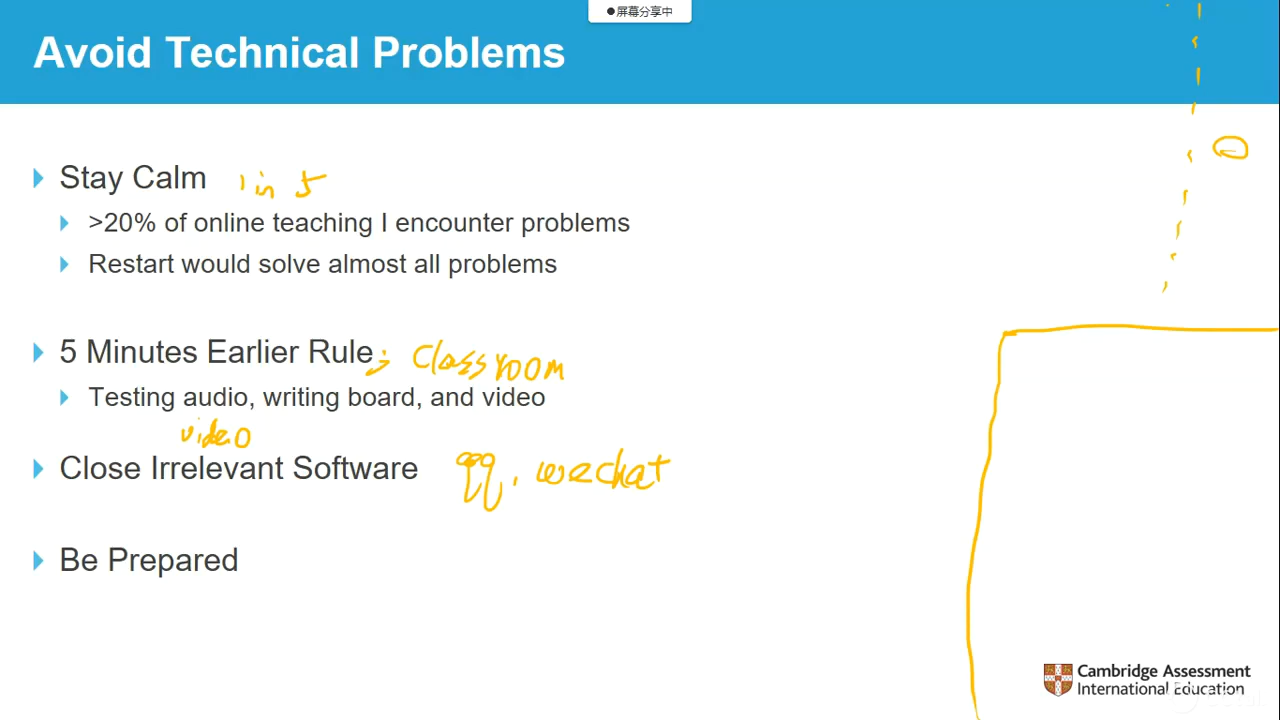 ●屏幕分享中
Avoid Technical Problems
Stay Calm 1 in 5
>20% of online teaching I encounter problems
Restart would solve almost all problems
5 Minutes Earlier Rule ; Classroom
Testing audio, writing board, and video
video
Close Irrelevant Software qq, wechat
Be Prepared
Cambridge Assessment
International Education